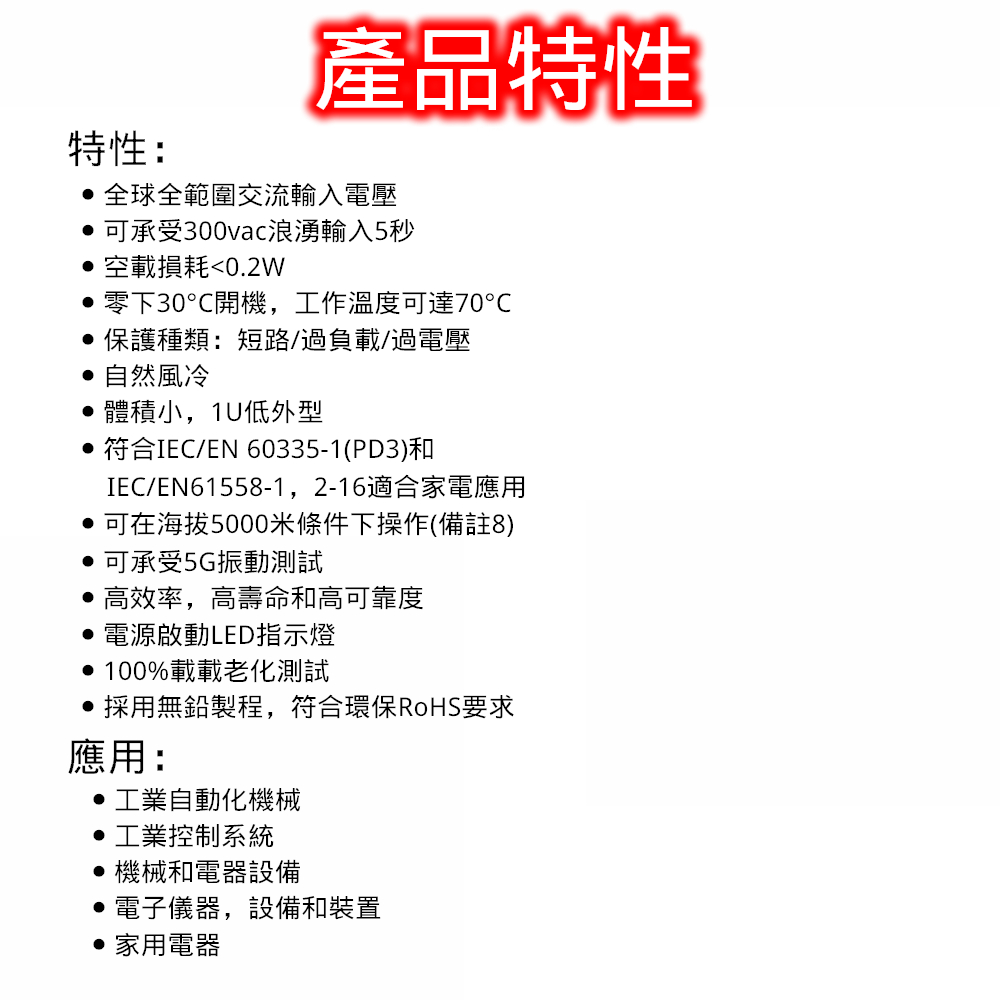 產品特性
特性：
• 全球全範圍交流輸入電壓
• 可承受300vac浪湧輸入5秒
• 空載損耗<0.2W
• 零下30°C開機，工作溫度可達70°C
• 保護種類：短路/過負載/過電壓
• 自然風冷
• 體積小，1U低外型
• 符合IEC/EN 60335-1(PD3)和
IEC/EN61558-1，2-16適合家電應用
• 可在海拔5000米條件下操作(備註8)
• 可承受5G振動測試
• 高效率，高壽命和高可靠度
• 電源啟動LED指示燈
• 100%載載老化測試
• 採用無鉛製程，符合環保RoHS要求
應用：
• 工業自動化機械
• 工業控制系統
• 機械和電器設備
• 電子儀器，設備和裝置
• 家用電器